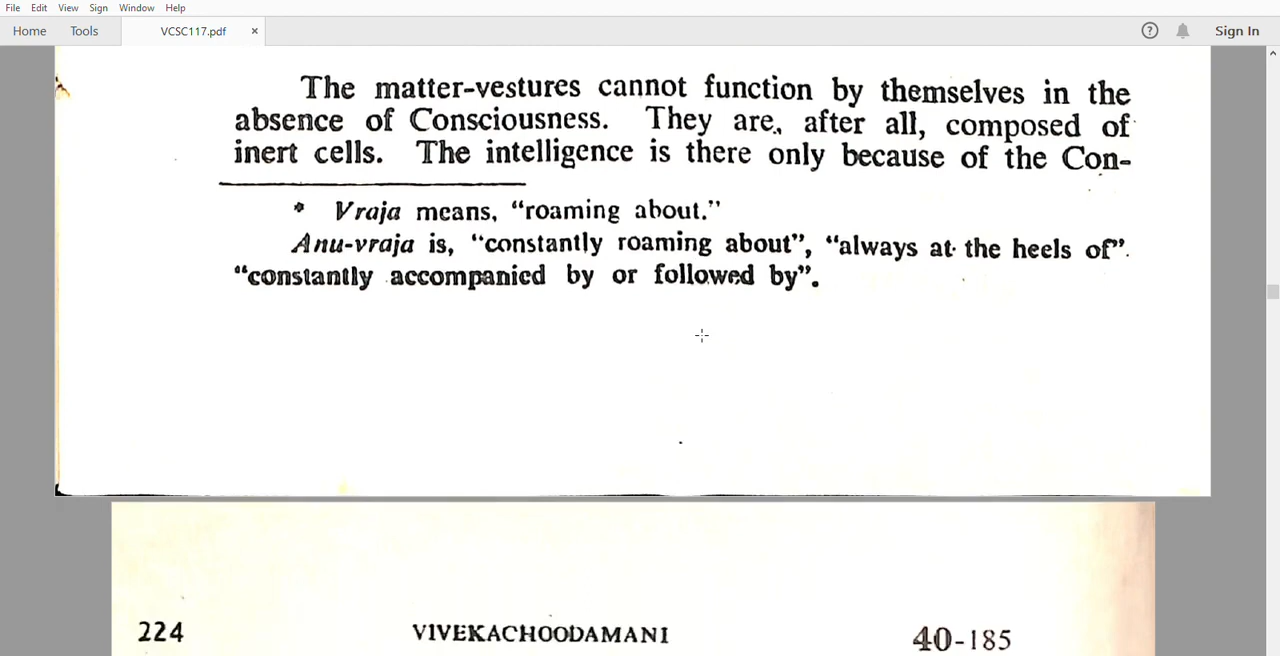 File Edit View Sign Window Help
Home Tools VCSC117.pdf × ? Sign In
The matter-vestures cannot function by themselves in the
absence of Consciousness. They are, after all, composed of
inert cells. The intelligence is there only because of the Con-
* Vraja means, “roaming about.”
Anu-vraja is, “constantly roaming about”, “always at the heels of”.
“constantly accompanied by or followed by”.
224 VIVEKACHOODAMANI 40-185